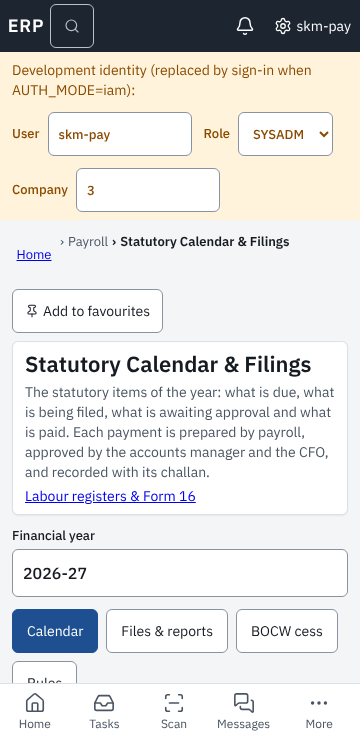 ERP
skm-pay
Development identity (replaced by sign-in when
AUTH_MODE=iam):
User
skm-pay
Role
SYSADM
Company
3
Home
› Payroll › Statutory Calendar & Filings
Add to favourites
Statutory Calendar & Filings
The statutory items of the year: what is due, what
is being filed, what is awaiting approval and what
is paid. Each payment is prepared by payroll,
approved by the accounts manager and the CFO,
and recorded with its challan.
Labour registers & Form 16
Financial year
2026-27
Calendar
Files & reports
BOCW cess
Rules
Home
Tasks
Scan
Messages
More